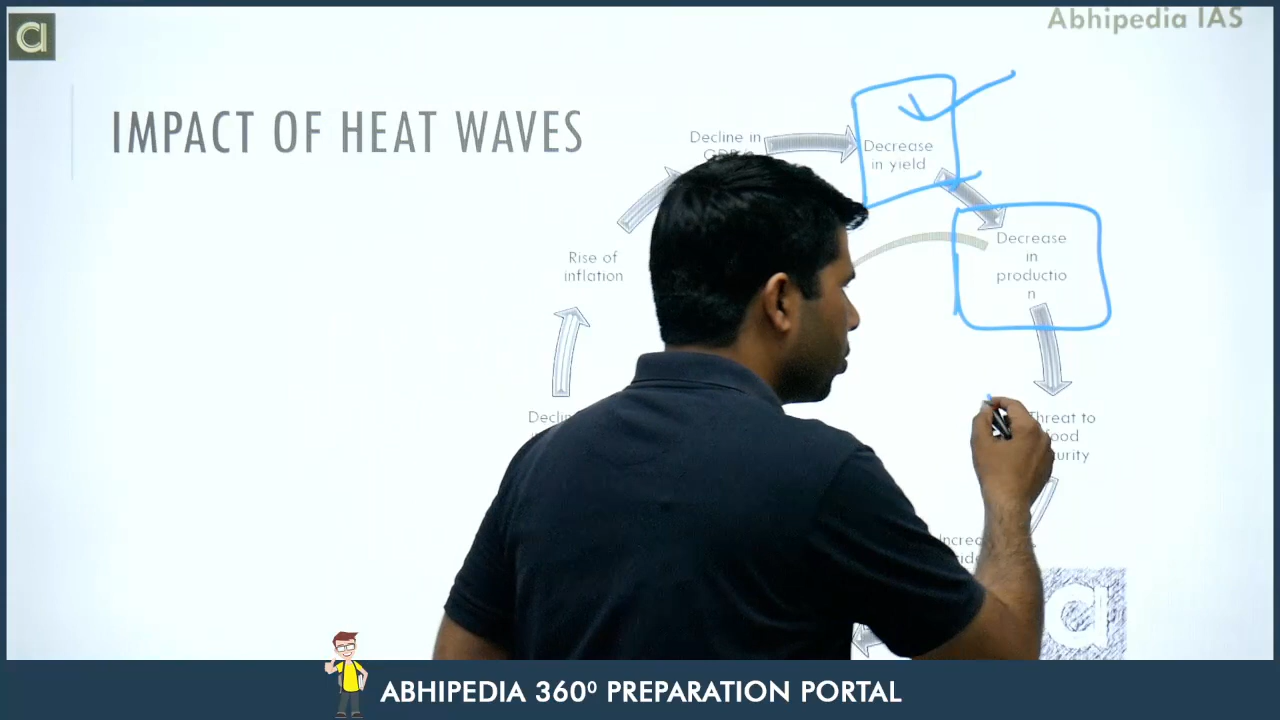 Abhipedia IAS
IMPACT OF HEAT WAVES
Decline in
Decrease
in yield
Decrease
in
productio
n
Rise of
inflation
Threat to
food
ABHIPEDIA 360⁰ PREPARATION PORTAL